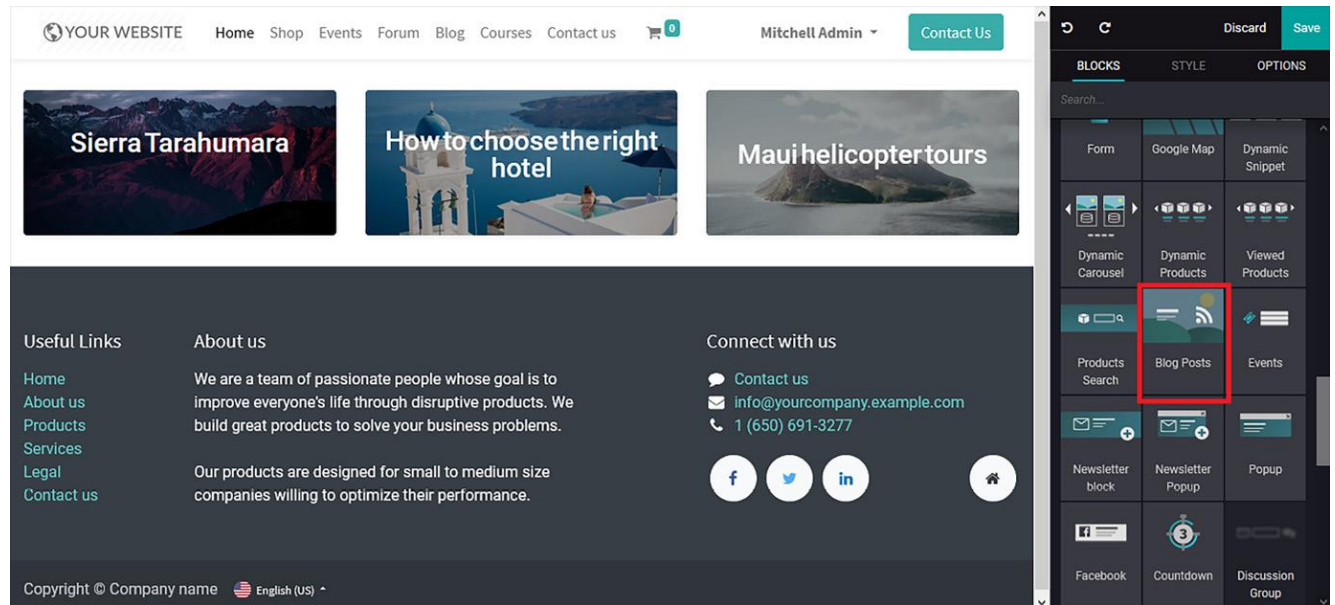 YOUR WEBSITE Home Shop Events Forum Blog Courses Contact us 0 Mitchell Admin Contact Us
Discard Save
BLOCKS STYLE OPTIONS
Search...
Sierra Tarahumara
How to choose the right
hotel
Maui helicopter tours
Form Google Map Dynamic
Snippet
Dynamic
Carousel
Dynamic
Products
Viewed
Products
Products
Search
Blog Posts
Events
Newsletter
block
Newsletter
Popup
Popup
Facebook
3
Countdown
Discussion
Group
Useful Links
Home
About us
Products
Services
Legal
Contact us
About us
We are a team of passionate people whose goal is to
improve everyone's life through disruptive products. We
build great products to solve your business problems.
Our products are designed for small to medium size
companies willing to optimize their performance.
Connect with us
Contact us
info@yourcompany.example.com
1 (650) 691-3277
f in
Copyright © Company name English (US)